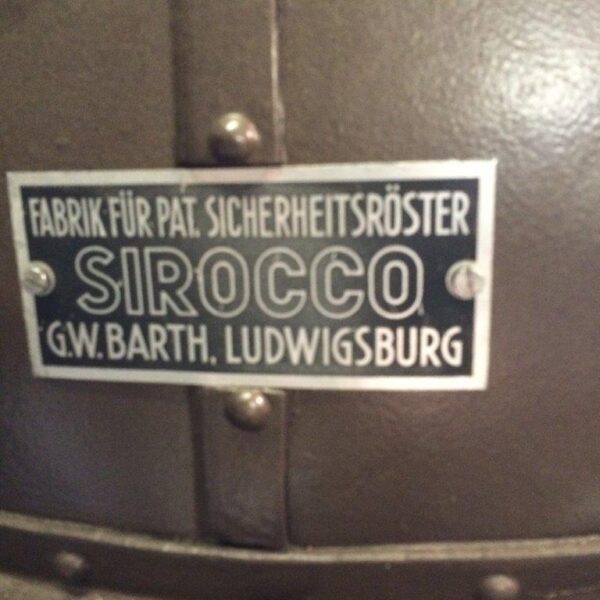 FABRIK FÜR PAT. SICHERHEITSRÖSTER
SIROCCO
G.W. BARTH, LUDWIGSBURG